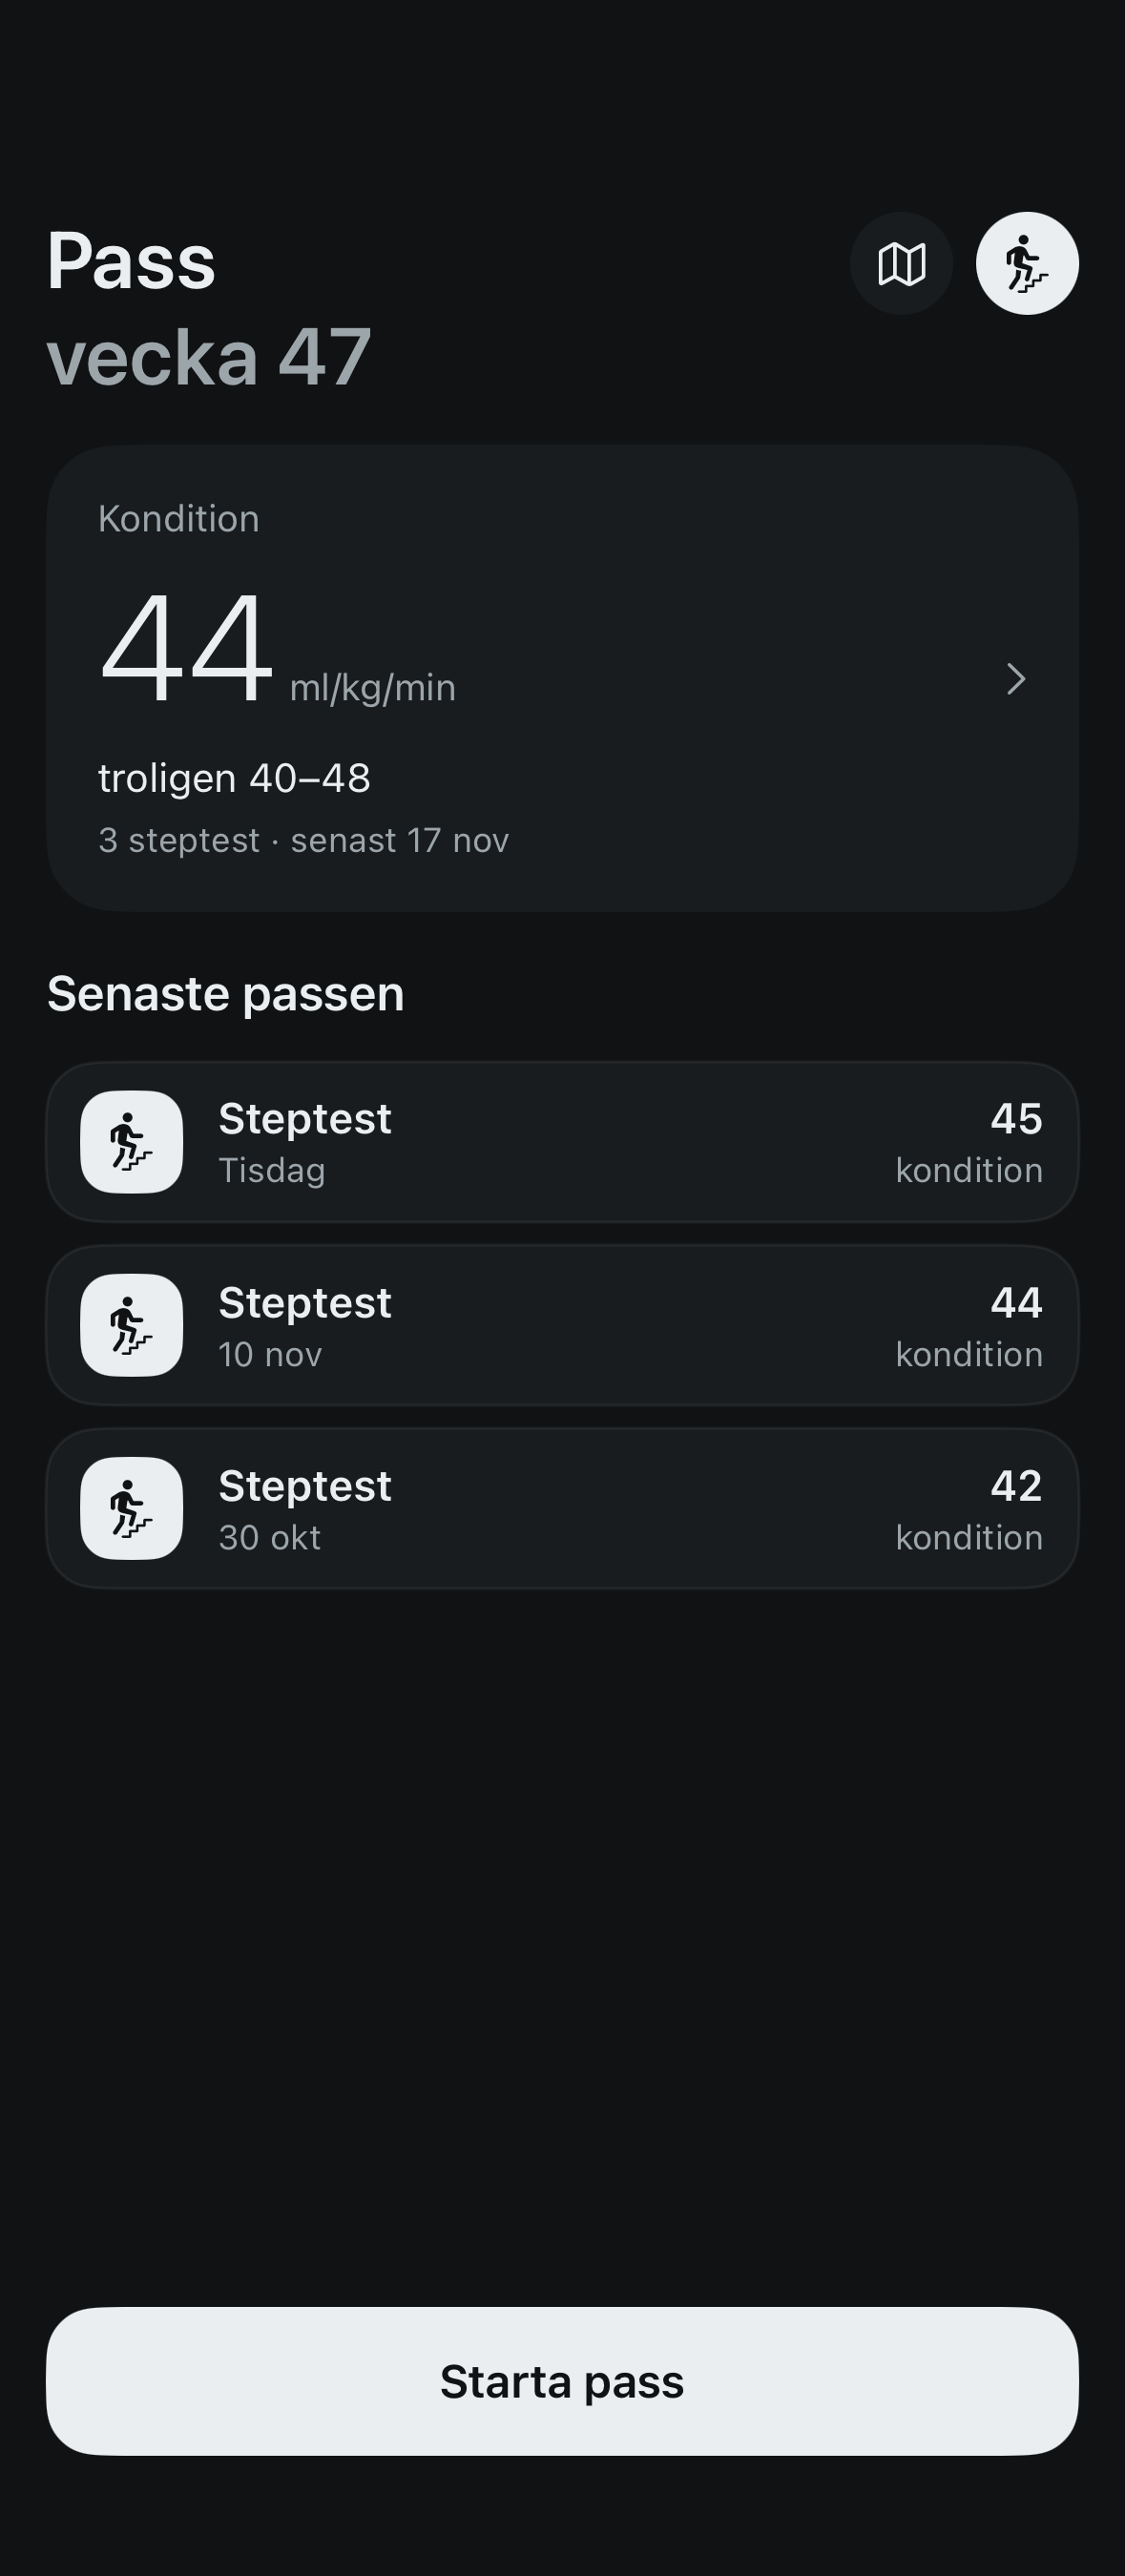 Pass
vecka 47
Kondition
44 ml/kg/min
troligen 40–48
3 steptest · senast 17 nov
Senaste passen
Steptest
45
Tisdag
kondition
Steptest
44
10 nov
kondition
Steptest
42
30 okt
kondition
Starta pass